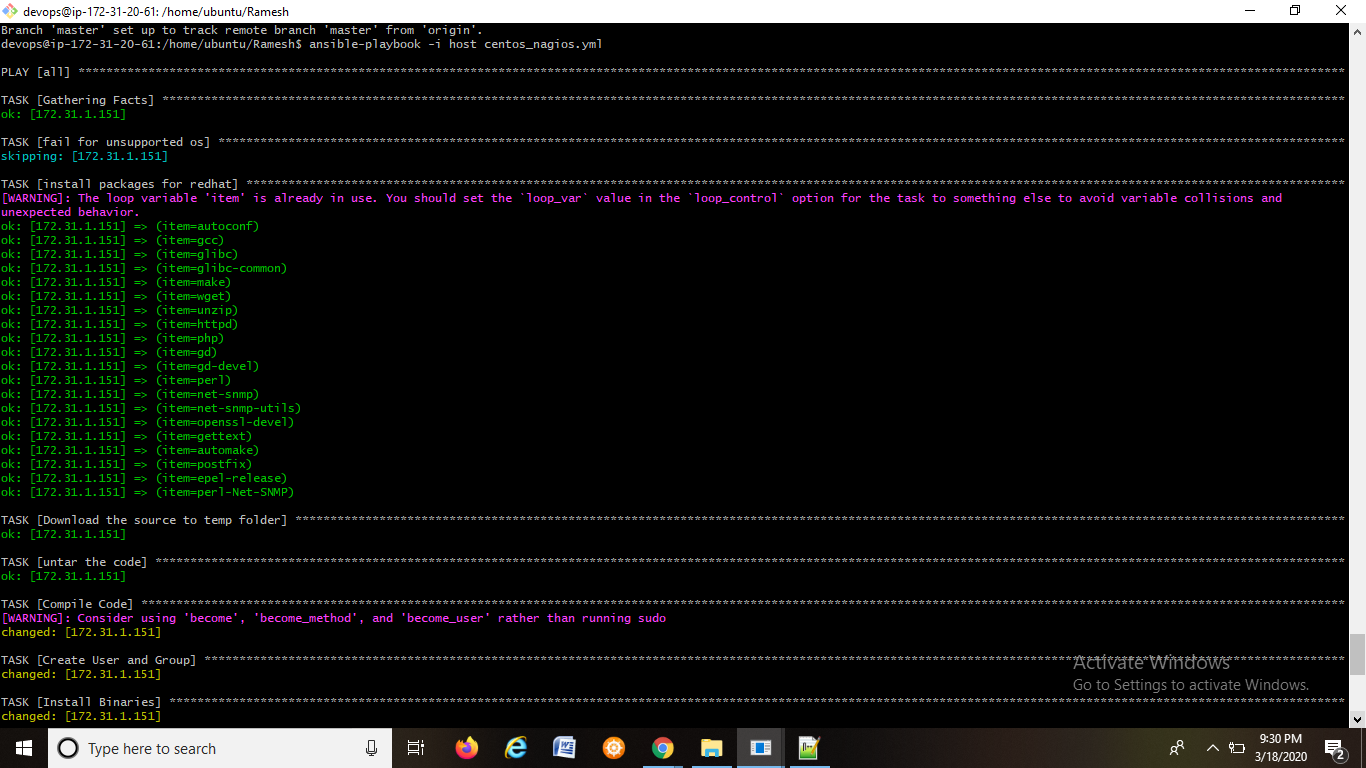 devops@ip-172-31-20-61: /home/ubuntu/Ramesh
Branch 'master' set up to track remote branch 'master' from 'origin'.
devops@ip-172-31-20-61:/home/ubuntu/Ramesh$ ansible-playbook -i host centos_nagios.yml
PLAY [all] ****************************************************************
TASK [Gathering Facts] ****************************************************************
ok: [172.31.1.151]
TASK [fail for unsupported os] ****************************************************************
skipping: [172.31.1.151]
TASK [install packages for redhat] ****************************************************************
[WARNING]: The loop variable 'item' is already in use. You should set the `loop_var` value in the `loop_control` option for the task to something else to avoid variable collisions and
unexpected behavior.
ok: [172.31.1.151] => (item=autoconf)
ok: [172.31.1.151] => (item=gcc)
ok: [172.31.1.151] => (item=glibc)
ok: [172.31.1.151] => (item=glibc-common)
ok: [172.31.1.151] => (item=make)
ok: [172.31.1.151] => (item=wget)
ok: [172.31.1.151] => (item=unzip)
ok: [172.31.1.151] => (item=httpd)
ok: [172.31.1.151] => (item=php)
ok: [172.31.1.151] => (item=gd)
ok: [172.31.1.151] => (item=gd-devel)
ok: [172.31.1.151] => (item=perl)
ok: [172.31.1.151] => (item=net-snmp)
ok: [172.31.1.151] => (item=net-snmp-utils)
ok: [172.31.1.151] => (item=openssl-devel)
ok: [172.31.1.151] => (item=gettext)
ok: [172.31.1.151] => (item=automake)
ok: [172.31.1.151] => (item=postfix)
ok: [172.31.1.151] => (item=epel-release)
ok: [172.31.1.151] => (item=perl-Net-SNMP)
TASK [Download the source to temp folder] ****************************************************************
ok: [172.31.1.151]
TASK [untar the code] ****************************************************************
ok: [172.31.1.151]
TASK [Compile Code] ****************************************************************
[WARNING]: Consider using 'become', 'become_method', and 'become_user' rather than running sudo
changed: [172.31.1.151]
TASK [Create User and Group] ****************************************************************
changed: [172.31.1.151]
TASK [Install Binaries] ****************************************************************
changed: [172.31.1.151]
Activate Windows
Go to Settings to activate Windows.
Type here to search
9:30 PM
3/18/2020
2